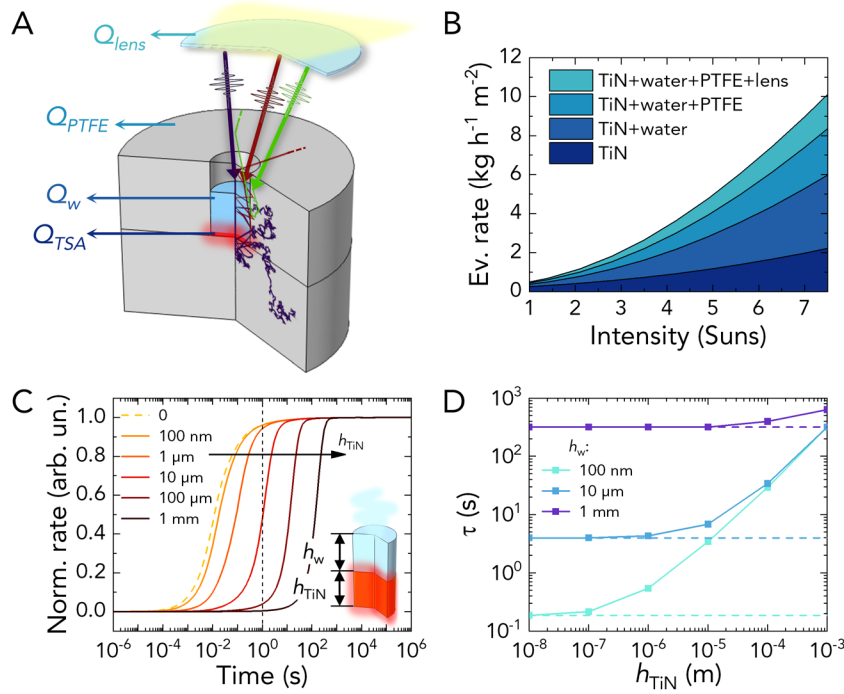 A
Q_lens
Q_PTFE
Q_w
Q_TSA
B
Ev. rate (kg h⁻¹ m⁻²)
12
10
8
6
4
2
0
TiN+water+PTFE+lens
TiN+water+PTFE
TiN+water
TiN
1 2 3 4 5 6 7
Intensity (Suns)
C
Norm. rate (arb. un.)
1.0
0.8
0.6
0.4
0.2
0.0
0
100 nm
1 µm
10 µm
100 µm
1 mm
h_TiN
h_w
h_TiN
10⁻⁶ 10⁻⁴ 10⁻² 10⁰ 10² 10⁴ 10⁶
Time (s)
D
τ (s)
10³
10²
10¹
10⁰
10⁻¹
h_w:
100 nm
10 µm
1 mm
10⁻⁸ 10⁻⁷ 10⁻⁶ 10⁻⁵ 10⁻⁴ 10⁻³
h_TiN (m)